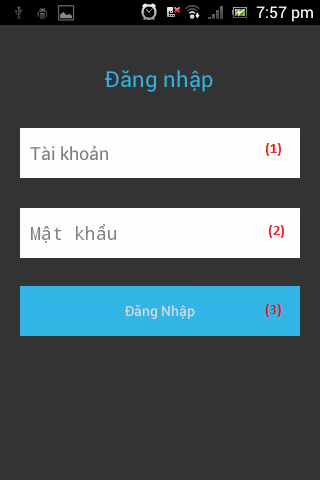 7:57 pm
Đăng nhập
Tài khoản (1)
Mật khẩu (2)
Đăng Nhập (3)